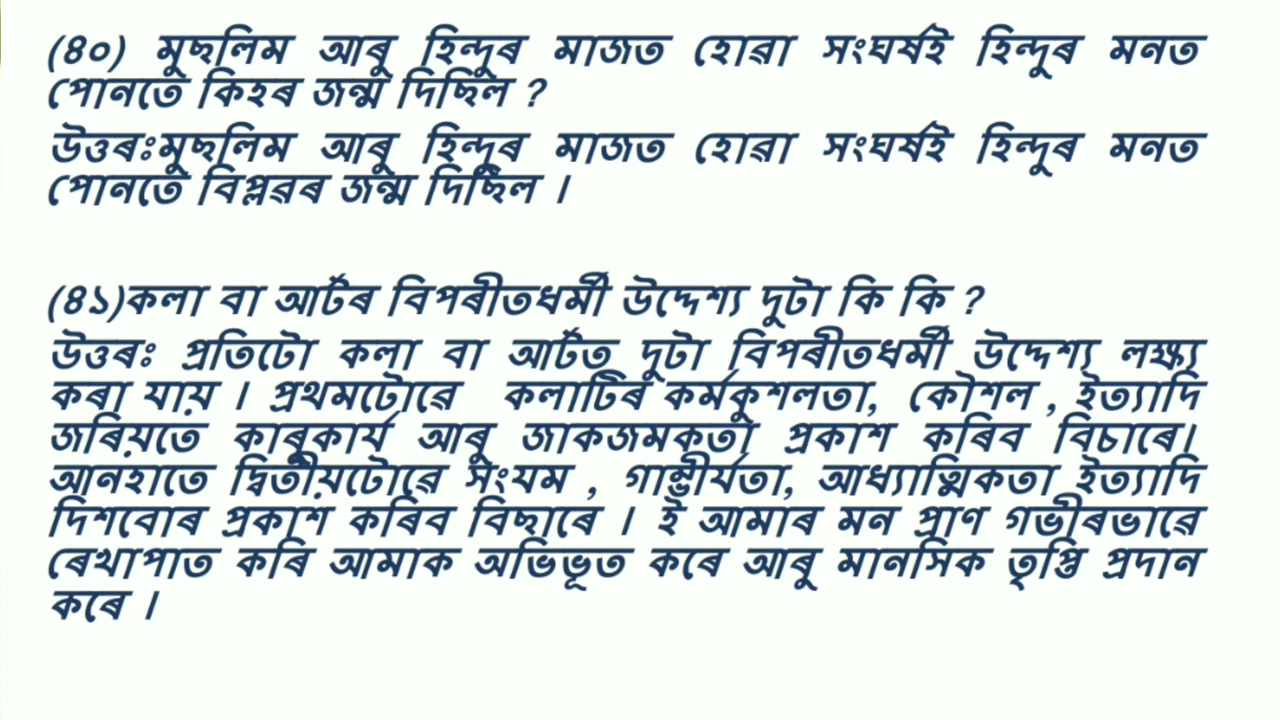 (৪০) মুছলিম আৰু হিন্দুৰ মাজত হোৱা সংঘৰ্ষই হিন্দুৰ মনত
পোনতে কিহৰ জন্ম দিছিল ?
উত্তৰঃমুছলিম আৰু হিন্দুৰ মাজত হোৱা সংঘৰ্ষই হিন্দুৰ মনত
পোনতে বিপ্লৱৰ জন্ম দিছিল ।
(৪১)কলা বা আৰ্টৰ বিপৰীতধৰ্মী উদ্দেশ্য দুটা কি কি ?
উত্তৰঃ প্ৰতিটো কলা বা আৰ্টত দুটা বিপৰীতধৰ্মী উদ্দেশ্য লক্ষ্য
কৰা যায় । প্ৰথমটোৱে কলাটিৰ কৰ্মকুশলতা, কৌশল , ইত্যাদি
জৰিয়তে কাৰুকাৰ্য আৰু জাকজমকতা প্ৰকাশ কৰিব বিচাৰে।
আনহাতে দ্বিতীয়টোৱে সংযম , গাম্ভীৰ্যতা, আধ্যাত্মিকতা ইত্যাদি
দিশবোৰ প্ৰকাশ কৰিব বিছাৰে । ই আমাৰ মন প্ৰাণ গভীৰভাৱে
ৰেখাপাত কৰি আমাক অভিভূত কৰে আৰু মানসিক তৃপ্তি প্ৰদান
কৰে ।